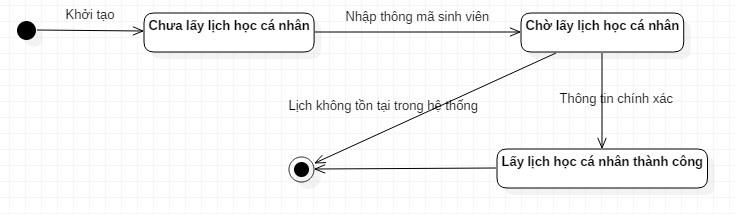 Khởi tạo
Chưa lấy lịch học cá nhân
Nhập thông mã sinh viên
Chờ lấy lịch học cá nhân
Lịch không tồn tại trong hệ thống
Thông tin chính xác
Lấy lịch học cá nhân thành công